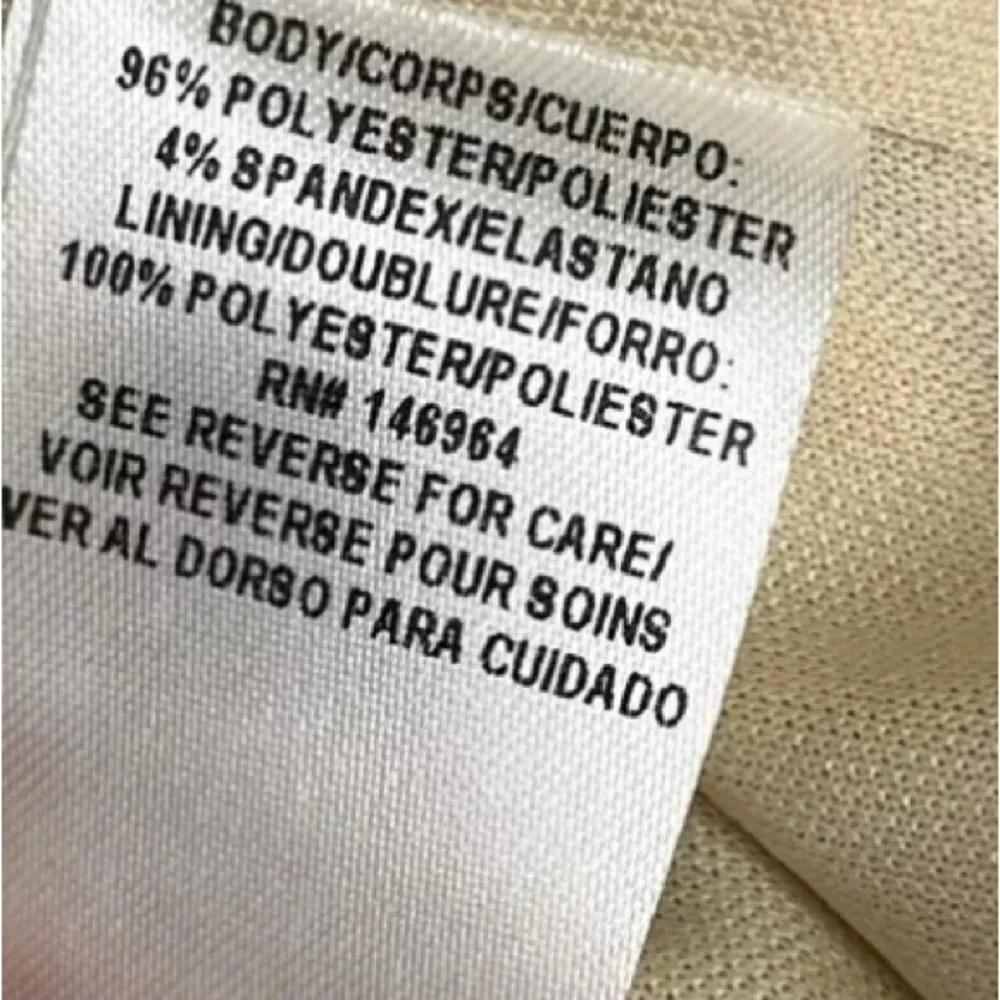 BODY/CORPS/CUERPO:
96% POLYESTER/POLIESTER
4% SPANDEX/ELASTANO
LINING/DOUBLURE/FORRO:
100% POLYESTER/POLIESTER
RN# 146964
SEE REVERSE FOR CARE/
VOIR REVERSE POUR SOINS
VER AL DORSO PARA CUIDADO